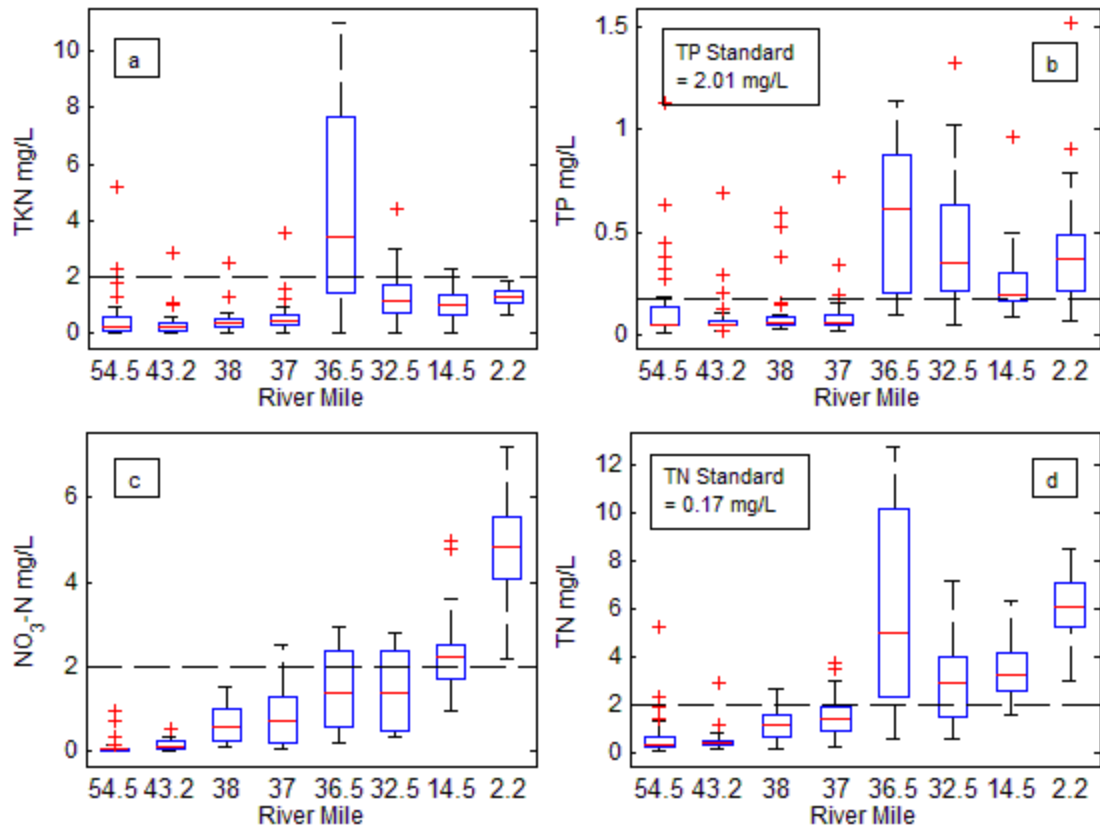 a
TKN mg/L
10
8
6
4
2
0
54.5 43.2 38 37 36.5 32.5 14.5 2.2
River Mile
TP Standard
= 2.01 mg/L
b
TP mg/L
1.5
1
0.5
0
54.5 43.2 38 37 36.5 32.5 14.5 2.2
River Mile
c
NO3-N mg/L
6
4
2
0
54.5 43.2 38 37 36.5 32.5 14.5 2.2
River Mile
TN Standard
= 0.17 mg/L
d
TN mg/L
12
10
8
6
4
2
0
54.5 43.2 38 37 36.5 32.5 14.5 2.2
River Mile